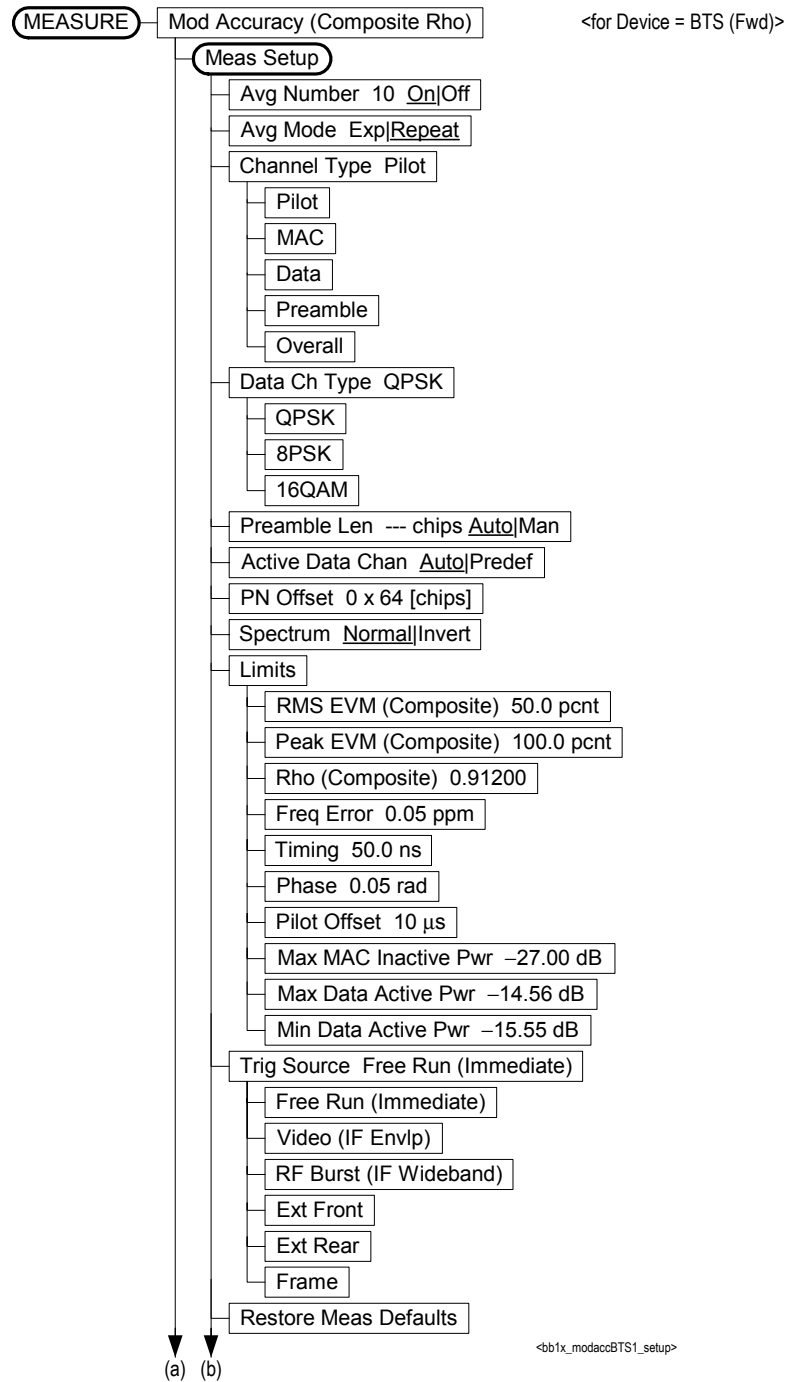 MEASURE Mod Accuracy (Composite Rho) <for Device = BTS (Fwd)>
Meas Setup
Avg Number 10 On|Off
Avg Mode Exp|Repeat
Channel Type Pilot
Pilot
MAC
Data
Preamble
Overall
Data Ch Type QPSK
QPSK
8PSK
16QAM
Preamble Len --- chips Auto|Man
Active Data Chan Auto|Predef
PN Offset 0 x 64 [chips]
Spectrum Normal|Invert
Limits
RMS EVM (Composite) 50.0 pcnt
Peak EVM (Composite) 100.0 pcnt
Rho (Composite) 0.91200
Freq Error 0.05 ppm
Timing 50.0 ns
Phase 0.05 rad
Pilot Offset 10 μs
Max MAC Inactive Pwr −27.00 dB
Max Data Active Pwr −14.56 dB
Min Data Active Pwr −15.55 dB
Trig Source Free Run (Immediate)
Free Run (Immediate)
Video (IF Envlp)
RF Burst (IF Wideband)
Ext Front
Ext Rear
Frame
Restore Meas Defaults
<bb1x_modaccBTS1_setup>
(a) (b)